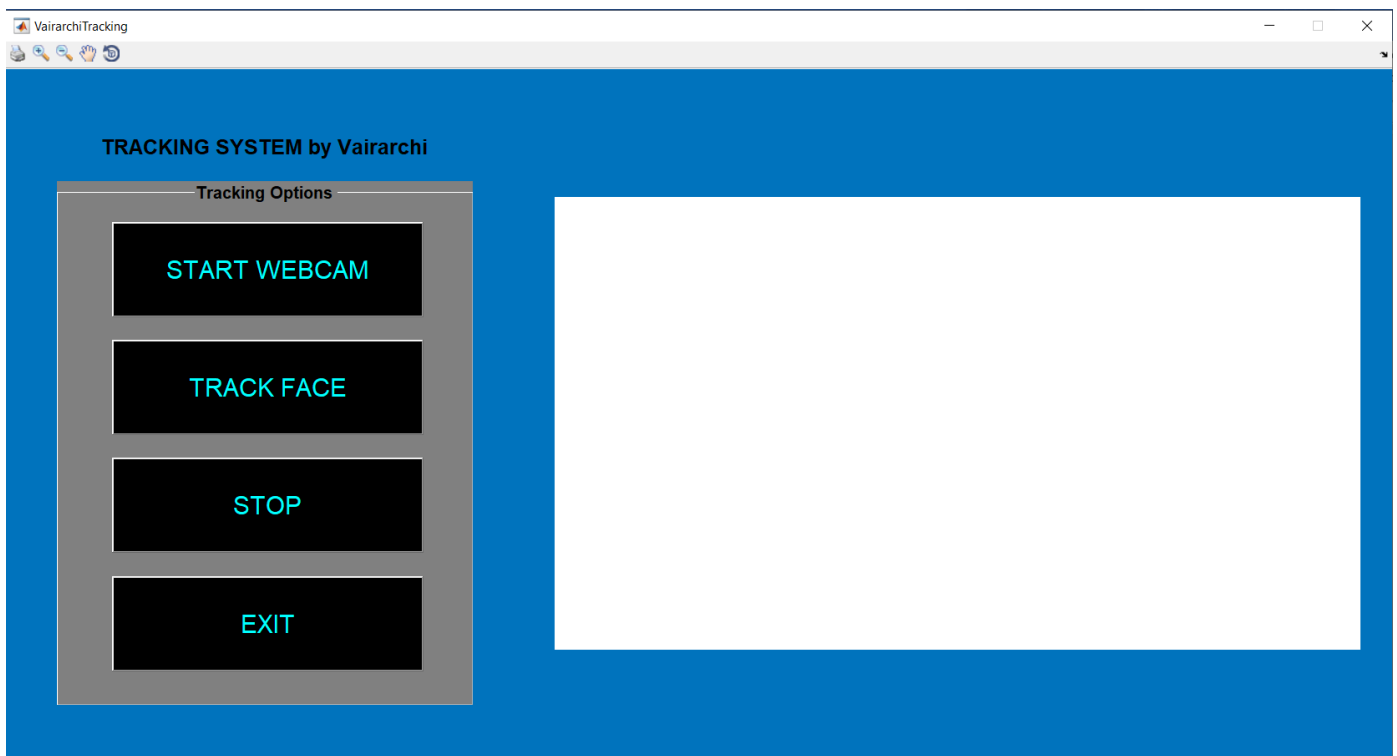 VairarchiTracking
TRACKING SYSTEM by Vairarchi
Tracking Options
START WEBCAM
TRACK FACE
STOP
EXIT